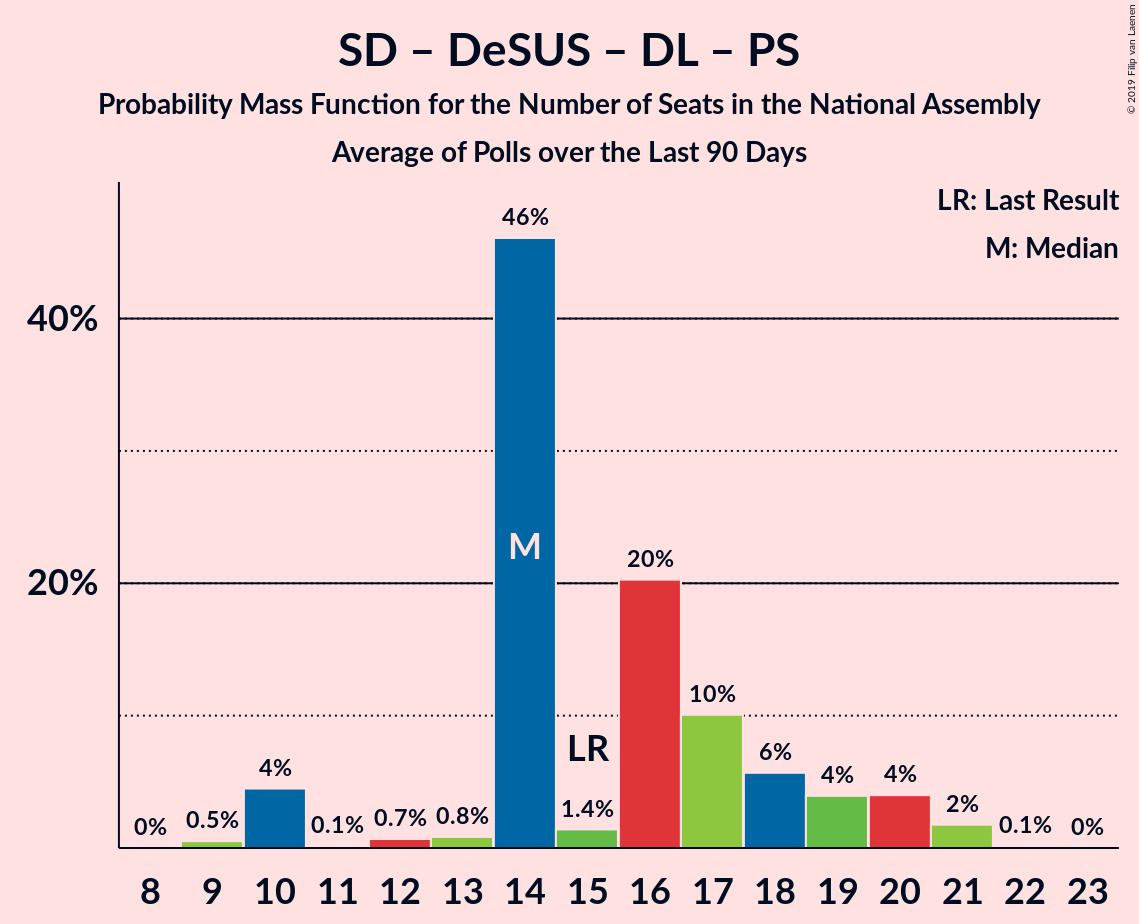 SD – DeSUS – DL – PS
Probability Mass Function for the Number of Seats in the National Assembly
Average of Polls over the Last 90 Days
© 2019 Filip van Laenen
LR: Last Result
M: Median
40%
20%
0%
0.5%
4%
0.1%
0.7%
0.8%
46%
M
LR
1.4%
20%
10%
6%
4%
4%
2%
0.1%
0%
8 9 10 11 12 13 14 15 16 17 18 19 20 21 22 23